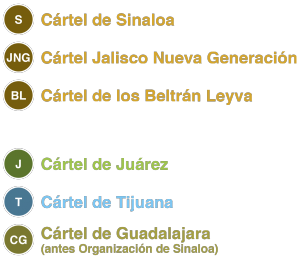 S Cártel de Sinaloa
JNG Cártel Jalisco Nueva Generación
BL Cártel de los Beltrán Leyva
J Cártel de Juárez
T Cártel de Tijuana
CG Cártel de Guadalajara
(antes Organización de Sinaloa)